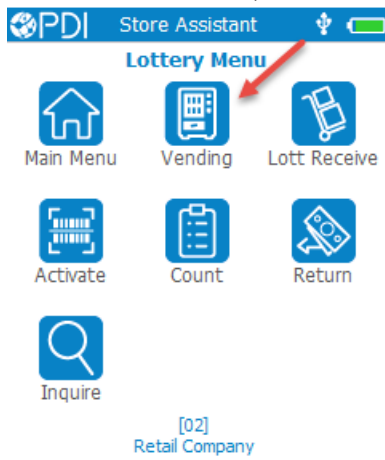 PDI Store Assistant
Lottery Menu
Main Menu Vending Lott Receive
Activate Count Return
Inquire
[02]
Retail Company